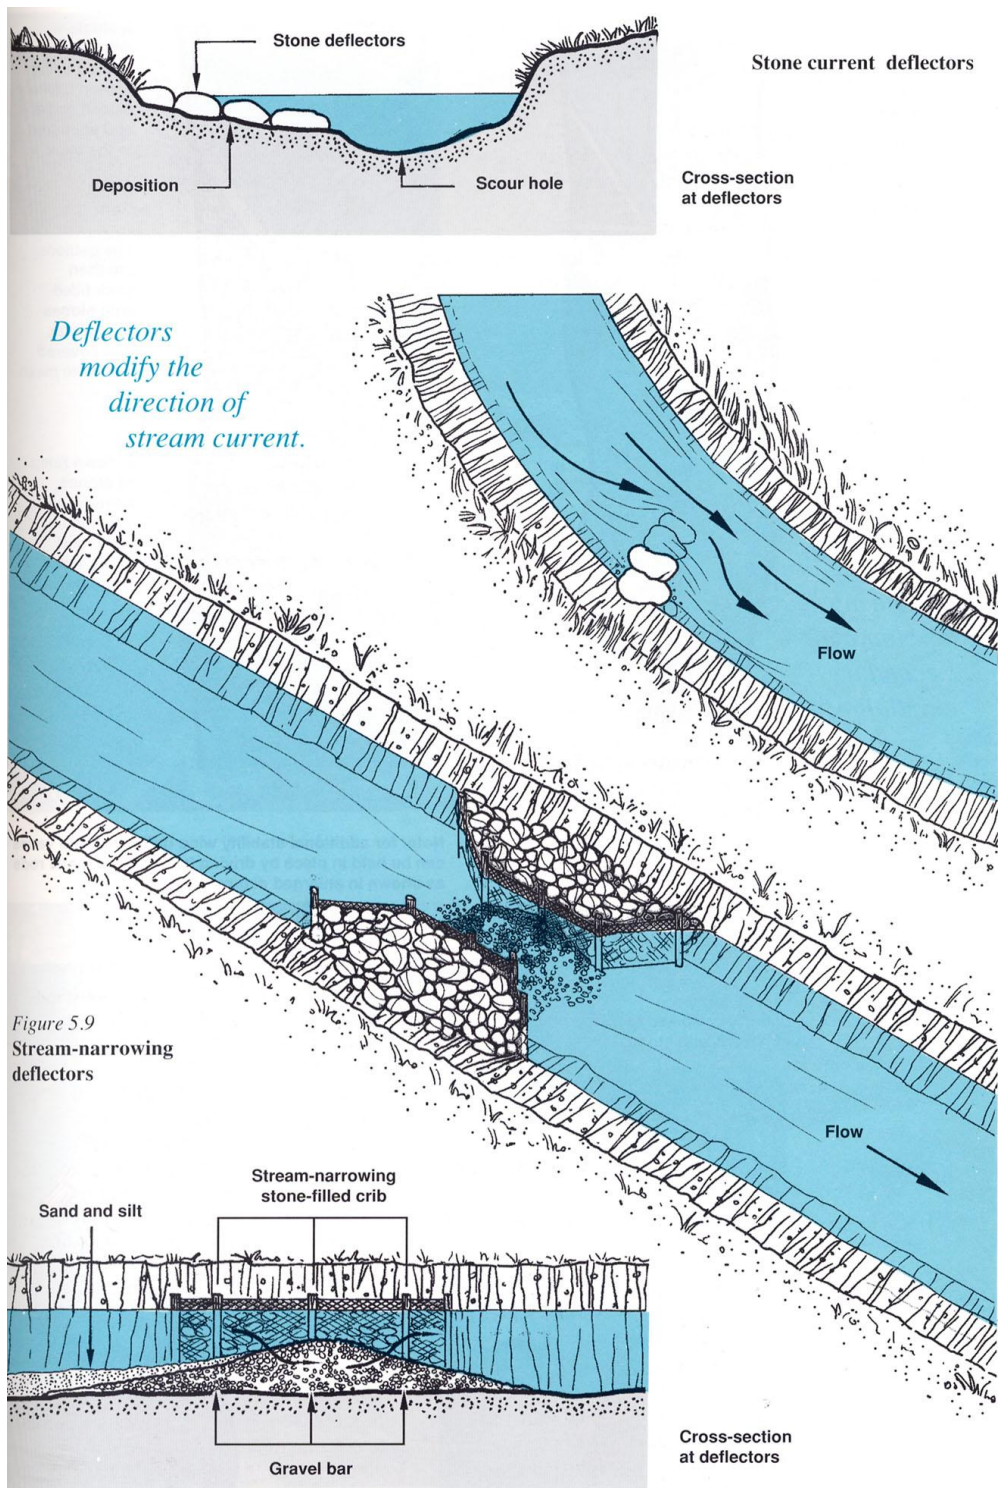 Stone deflectors
Stone current deflectors
Deposition
Scour hole
Cross-section
at deflectors
Deflectors
modify the
direction of
stream current.
Flow
Figure 5.9
Stream-narrowing
deflectors
Flow
Stream-narrowing
stone-filled crib
Sand and silt
Gravel bar
Cross-section
at deflectors